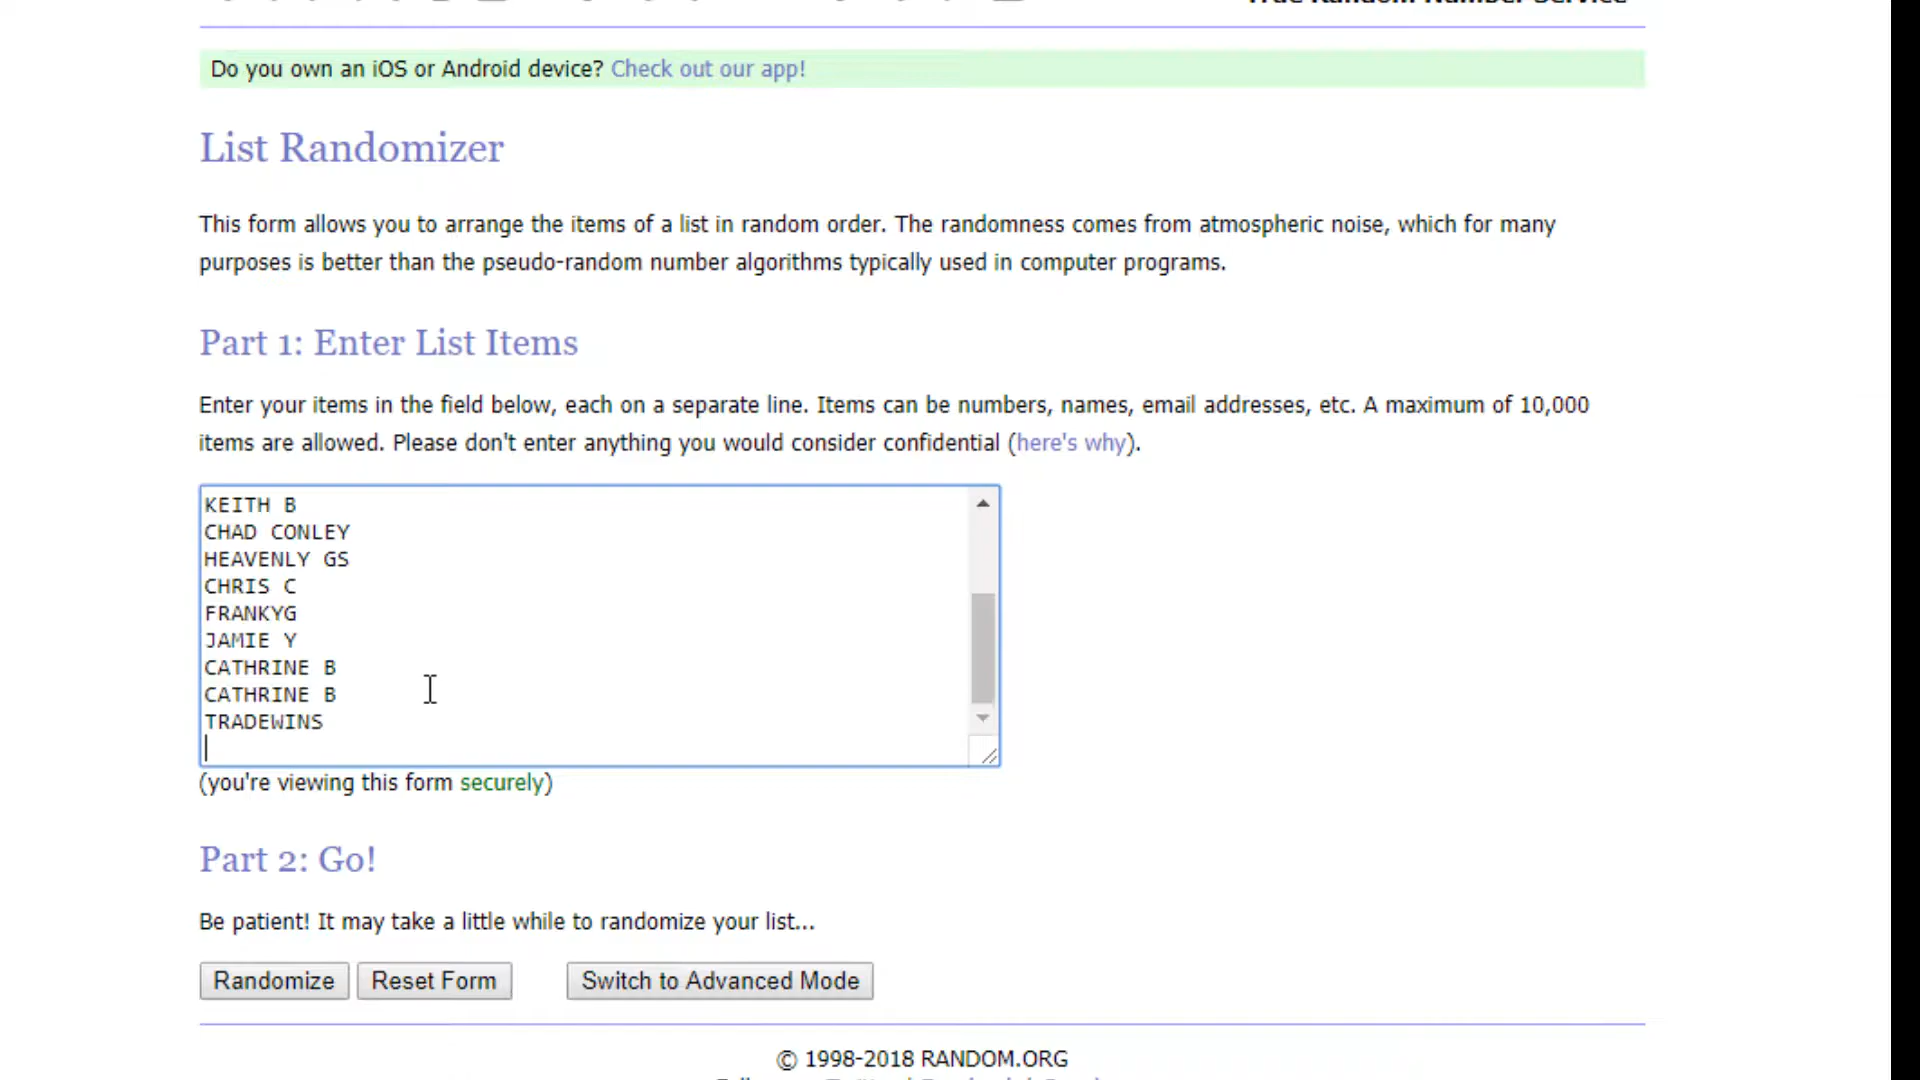 True Random Number Service
Do you own an iOS or Android device? Check out our app!
List Randomizer
This form allows you to arrange the items of a list in random order. The randomness comes from atmospheric noise, which for many
purposes is better than the pseudo-random number algorithms typically used in computer programs.
Part 1: Enter List Items
Enter your items in the field below, each on a separate line. Items can be numbers, names, email addresses, etc. A maximum of 10,000
items are allowed. Please don't enter anything you would consider confidential (here's why).
KEITH B
CHAD CONLEY
HEAVENLY GS
CHRIS C
FRANKYG
JAMIE Y
CATHRINE B
CATHRINE B
TRADEWINS
(you're viewing this form securely)
Part 2: Go!
Be patient! It may take a little while to randomize your list...
Randomize Reset Form Switch to Advanced Mode
© 1998-2018 RANDOM.ORG